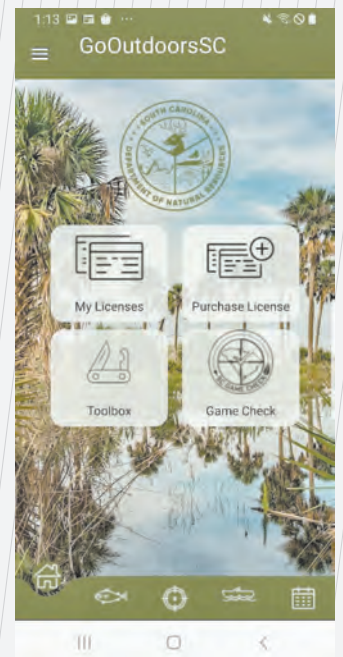 1:13
GoOutdoorsSC
SOUTH CAROLINA
DEPARTMENT OF NATURAL RESOURCES
My Licenses
Purchase License
Toolbox
Game Check
SC GAME CHECK